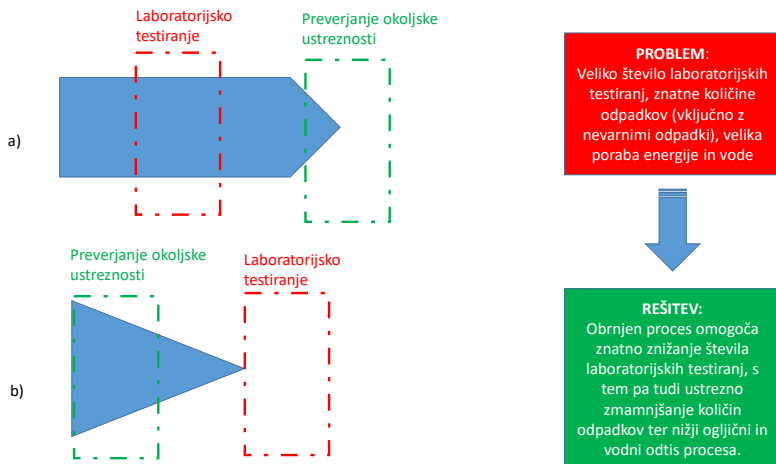 Laboratorijsko
testiranje
Preverjanje okoljske
ustreznosti
a)
Preverjanje okoljske
ustreznosti
Laboratorijsko
testiranje
b)
PROBLEM:
Veliko število laboratorijskih
testiranj, znatne količine
odpadkov (vključno z
nevarnimi odpadki), velika
poraba energije in vode
REŠITEV:
Obrnjen proces omogoča
znatno znižanje števila
laboratorijskih testiranj, s
tem pa tudi ustrezno
zmamnjšanje količin
odpadkov ter nižji ogljični in
vodni odtis procesa.